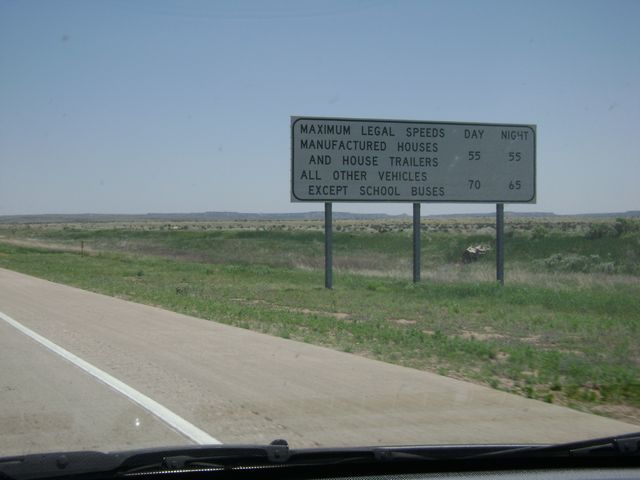 MAXIMUM LEGAL SPEEDS DAY NIGHT
MANUFACTURED HOUSES
AND HOUSE TRAILERS 55 55
ALL OTHER VEHICLES
EXCEPT SCHOOL BUSES 70 65